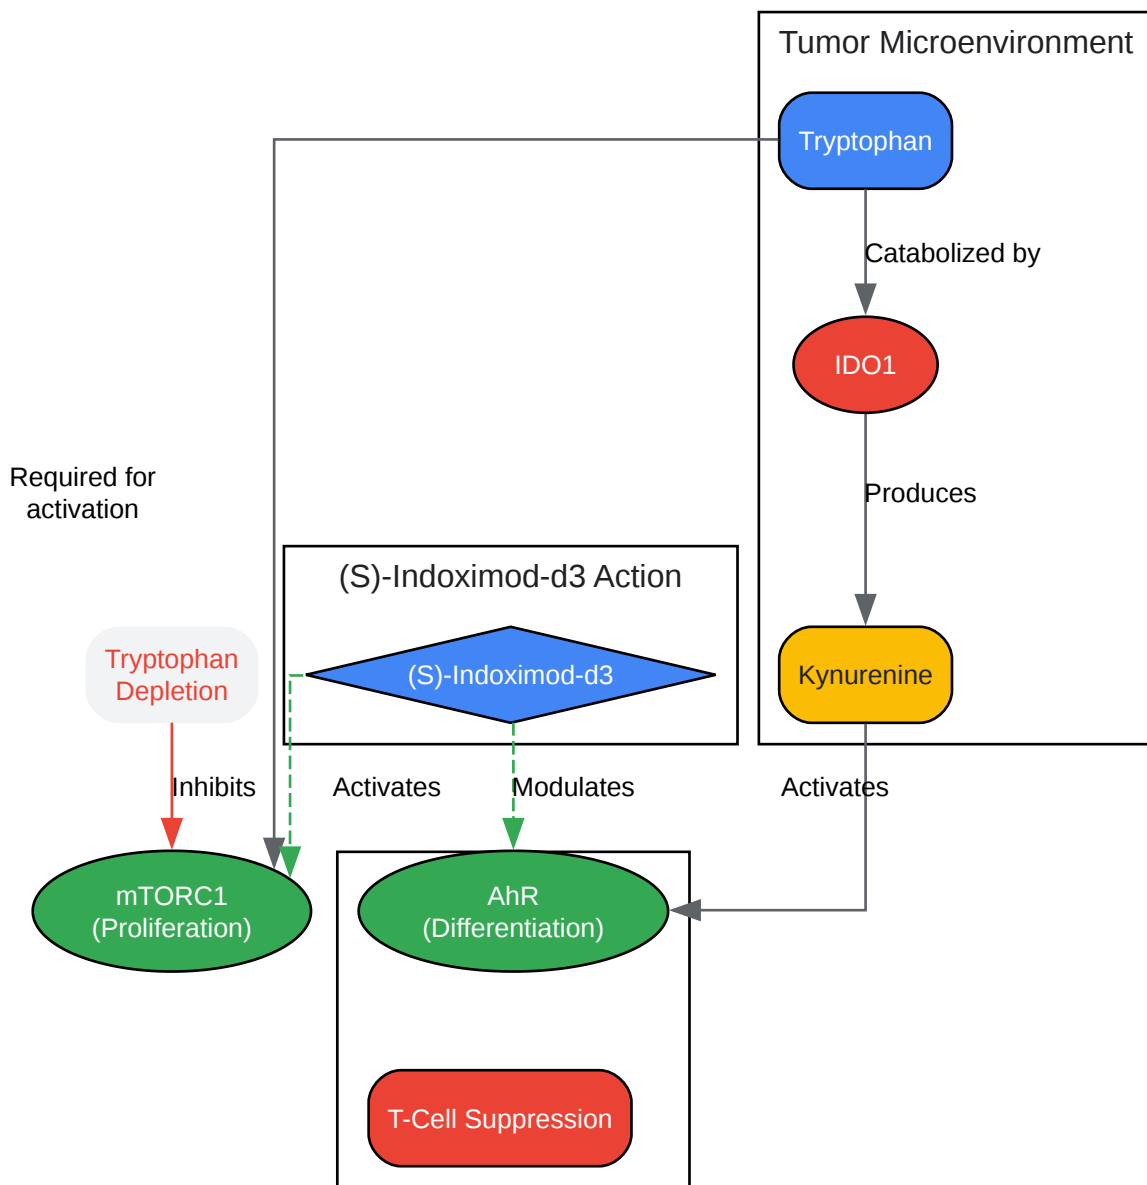 Tumor Microenvironment
Tryptophan
Catabolized by
IDO1
Required for
activation
Produces
(S)-Indoximod-d3 Action
Tryptophan
Depletion
(S)-Indoximod-d3
Kynurenine
Inhibits
Activates
Modulates
Activates
mTORC1
(Proliferation)
AhR
(Differentiation)
T-Cell Suppression